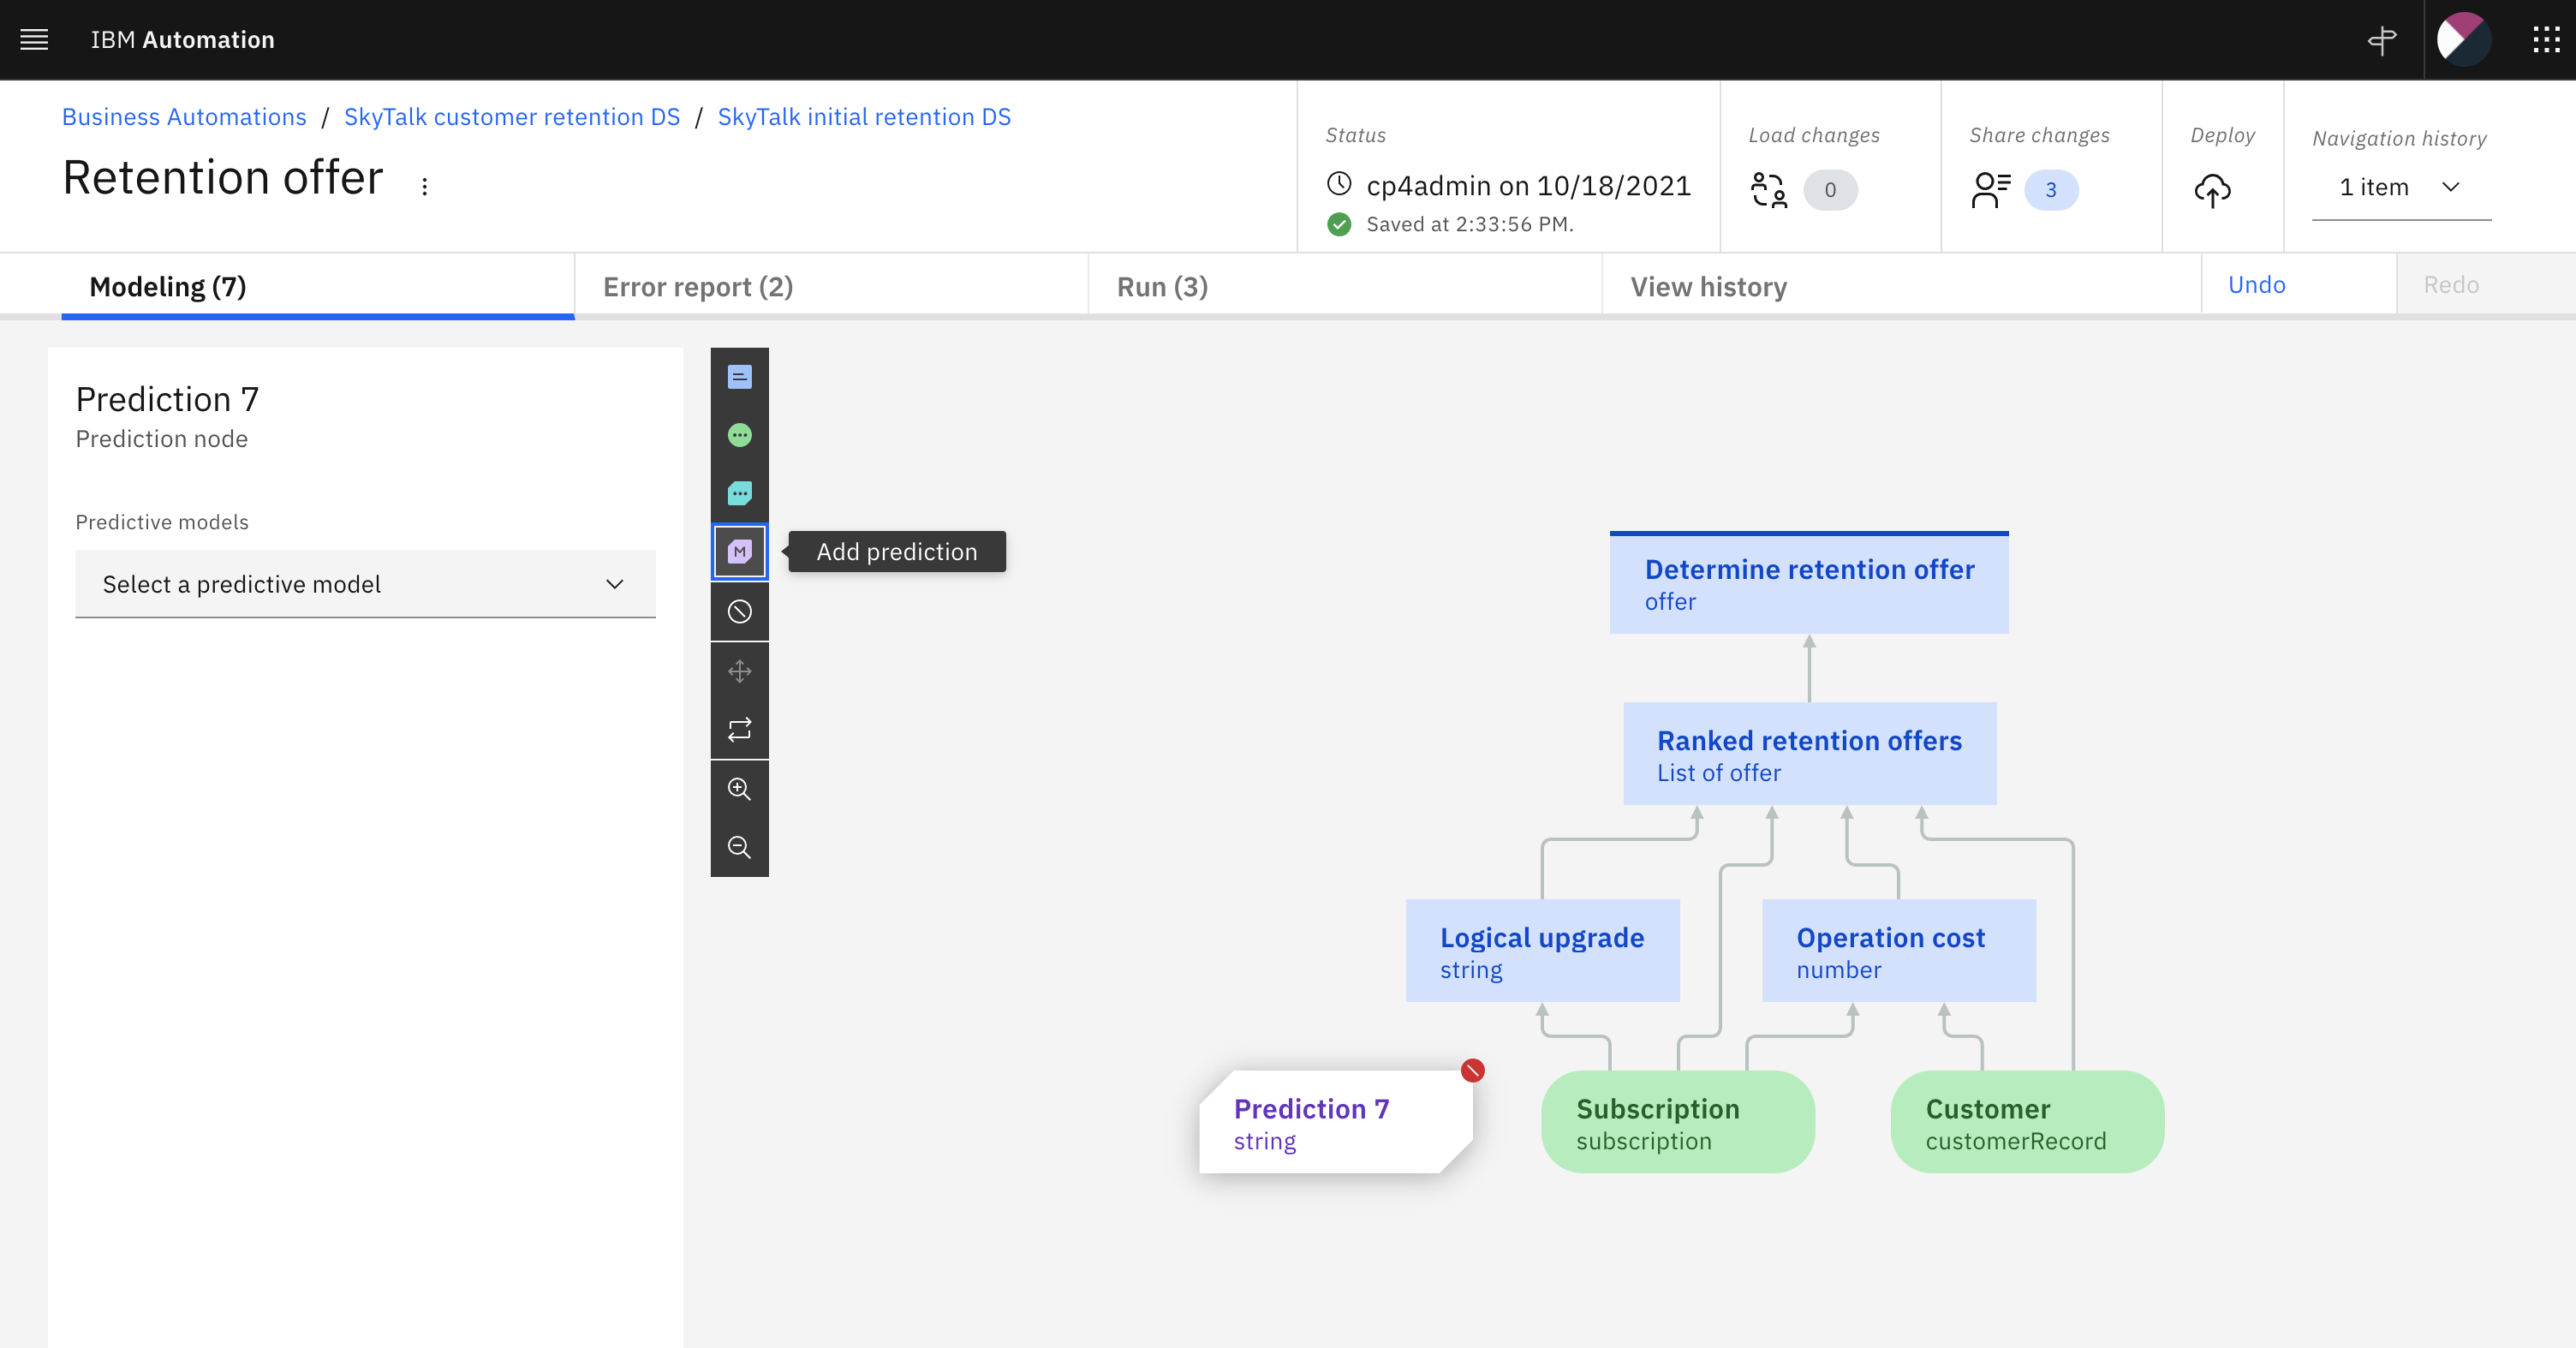 IBM Automation
Business Automations / SkyTalk customer retention DS / SkyTalk initial retention DS
Retention offer
Status
cp4admin on 10/18/2021
Saved at 2:33:56 PM.
Load changes
0
Share changes
3
Deploy
Navigation history
1 item
Modeling (7)
Error report (2)
Run (3)
View history
Undo
Redo
Prediction 7
Prediction node
Predictive models
Select a predictive model
M
Add prediction
Determine retention offer
offer
Ranked retention offers
List of offer
Logical upgrade
string
Operation cost
number
Prediction 7
string
Subscription
subscription
Customer
customerRecord